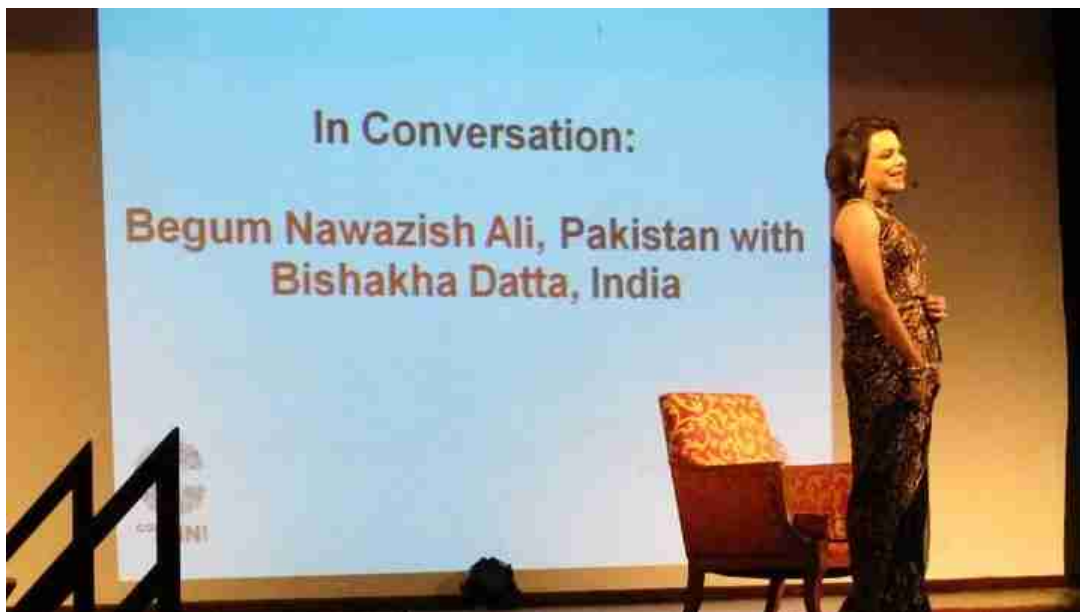 In Conversation:
Begum Nawazish Ali, Pakistan with
Bishakha Datta, India